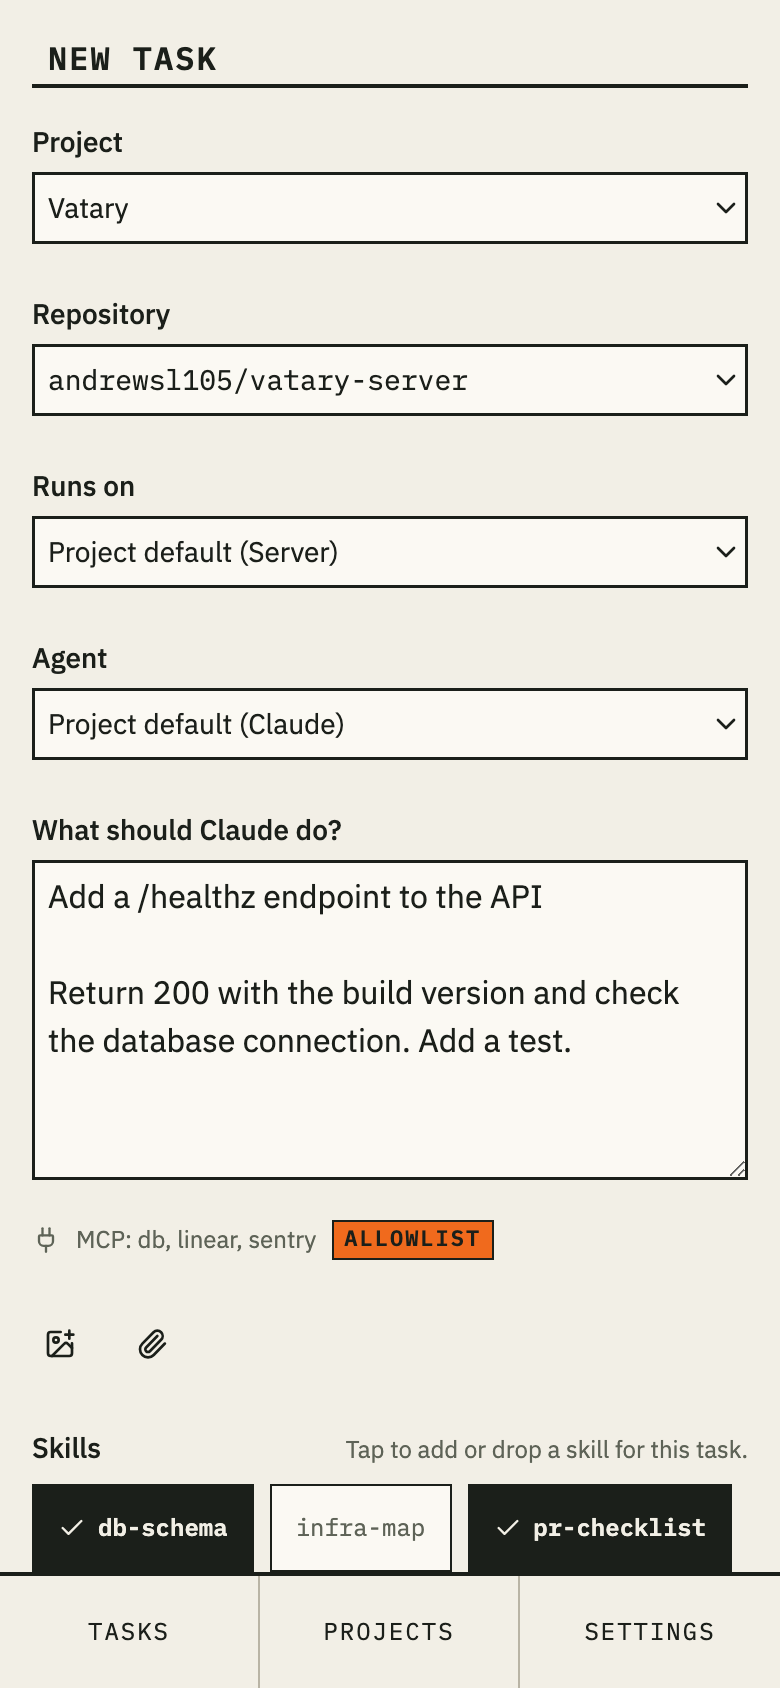 NEW TASK
Project
Vatary
Repository
andrewsl105/vatary-server
Runs on
Project default (Server)
Agent
Project default (Claude)
What should Claude do?
Add a /healthz endpoint to the API
Return 200 with the build version and check
the database connection. Add a test.
MCP: db, linear, sentry ALLOWLIST
Skills Tap to add or drop a skill for this task.
db-schema infra-map pr-checklist
TASKS PROJECTS SETTINGS